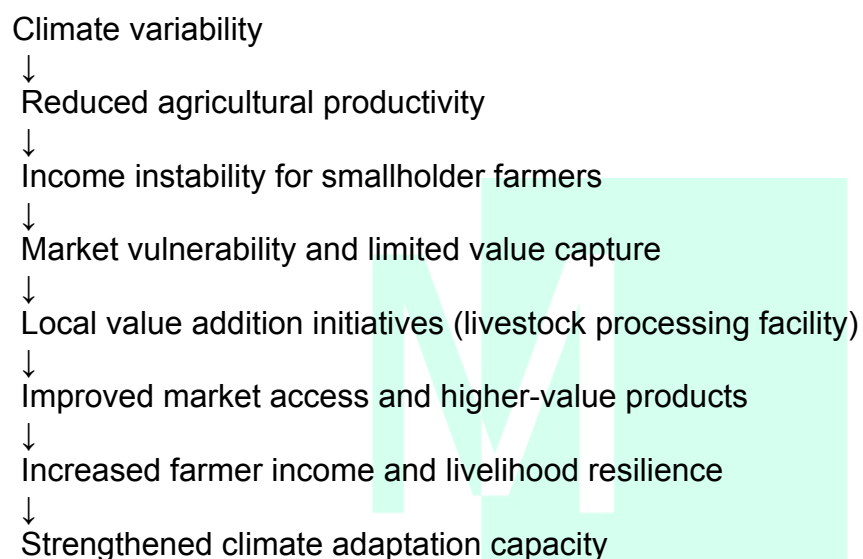 Climate variability
↓
Reduced agricultural productivity
↓
Income instability for smallholder farmers
↓
Market vulnerability and limited value capture
↓
Local value addition initiatives (livestock processing facility)
↓
Improved market access and higher-value products
↓
Increased farmer income and livelihood resilience
↓
Strengthened climate adaptation capacity
M